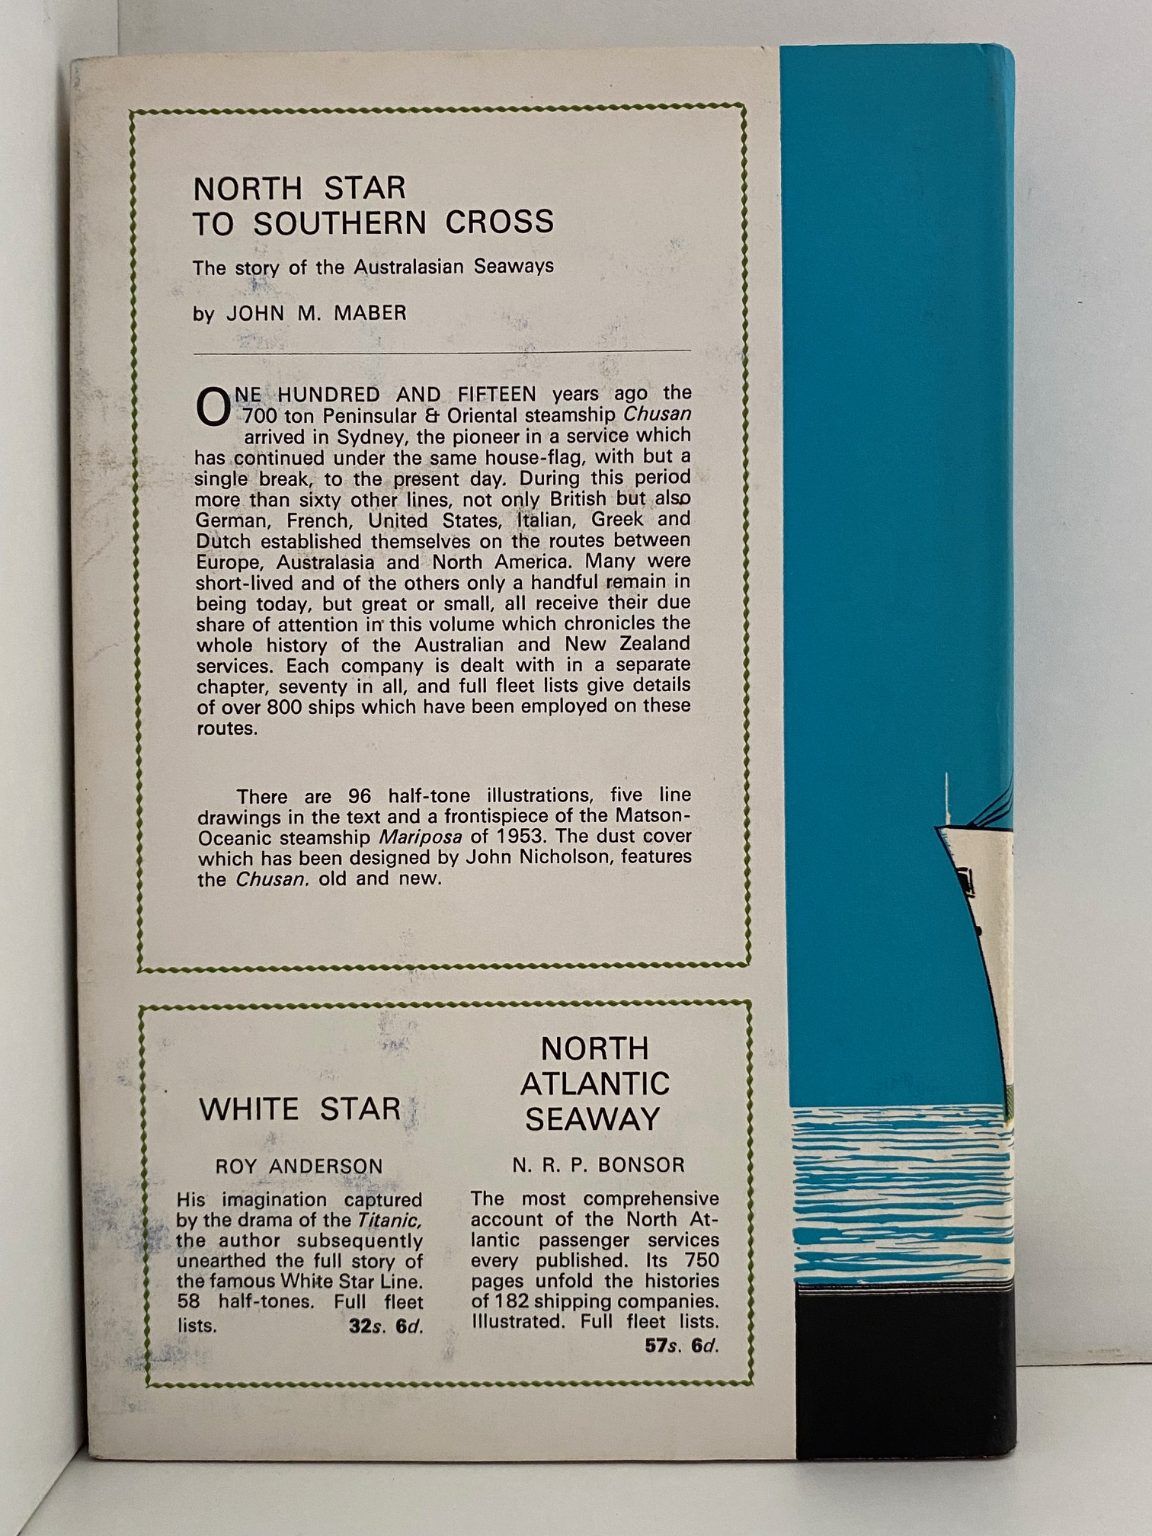 NORTH STAR
TO SOUTHERN CROSS
The story of the Australasian Seaways
by JOHN M. MABER
ONE HUNDRED AND FIFTEEN years ago the
700 ton Peninsular & Oriental steamship Chusan
arrived in Sydney, the pioneer in a service which
has continued under the same house-flag, with but a
single break, to the present day. During this period
more than sixty other lines, not only British but also
German, French, United States, Italian, Greek and
Dutch established themselves on the routes between
Europe, Australasia and North America. Many were
short-lived and of the others only a handful remain in
being today, but great or small, all receive their due
share of attention in this volume which chronicles the
whole history of the Australian and New Zealand
services. Each company is dealt with in a separate
chapter, seventy in all, and full fleet lists give details
of over 800 ships which have been employed on these
routes.
There are 96 half-tone illustrations, five line
drawings in the text and a frontispiece of the Matson-
Oceanic steamship Mariposa of 1953. The dust cover
which has been designed by John Nicholson, features
the Chusan. old and new.
WHITE STAR
ROY ANDERSON
His imagination captured
by the drama of the Titanic,
the author subsequently
unearthed the full story of
the famous White Star Line.
58 half-tones. Full fleet
lists. 32s. 6d.
NORTH
ATLANTIC
SEAWAY
N. R. P. BONSOR
The most comprehensive
account of the North At-
lantic passenger services
every published. Its 750
pages unfold the histories
of 182 shipping companies.
Illustrated. Full fleet lists.
57s. 6d.